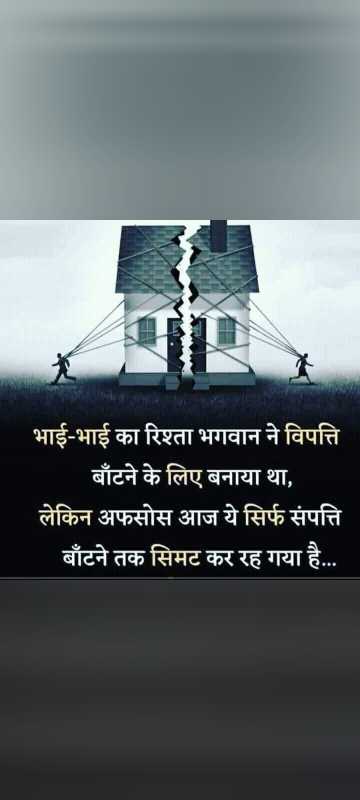 भाई-भाई का रिश्ता भगवान ने विपत्ति
बाँटने के लिए बनाया था,
लेकिन अफसोस आज ये सिर्फ संपत्ति
बाँटने तक सिमट कर रह गया है...